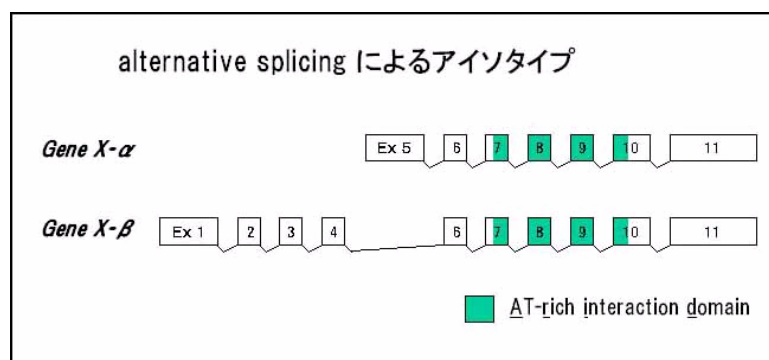 alternative splicing によるアイソタイプ
Gene X-α Ex 5 6 7 8 9 10 11
Gene X-β Ex 1 2 3 4 6 7 8 9 10 11
AT-rich interaction domain